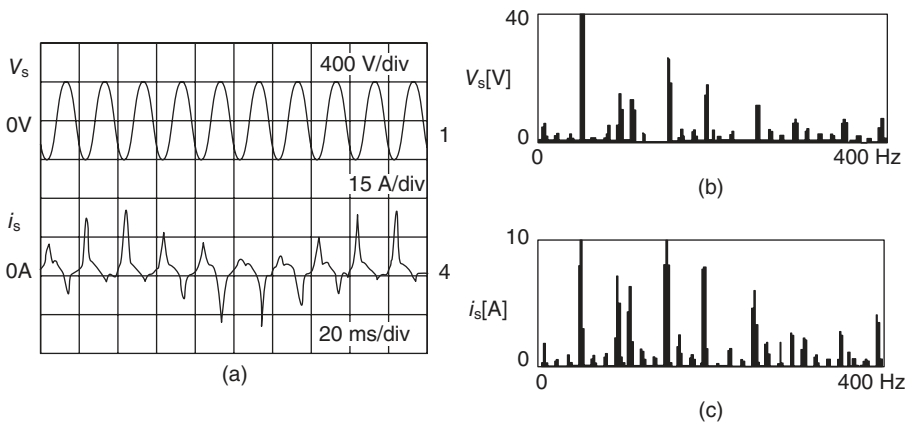 Vs
400 V/div
0V
1
15 A/div
is
0A
4
20 ms/div
(a)
40
Vs[V]
0
0
400 Hz
(b)
10
is[A]
0
0
400 Hz
(c)